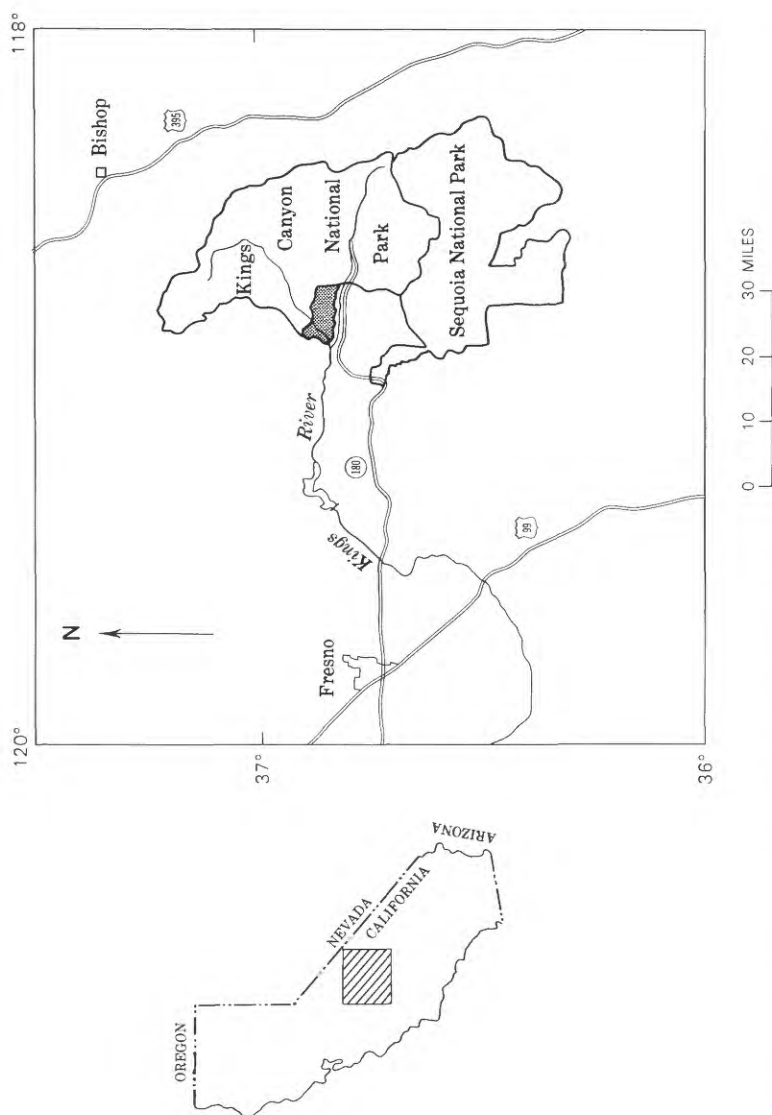 OREGON
NEVADA
CALIFORNIA
ARIZONA
120°
118°
N
Bishop
395
37°
Kings
Canyon
National
Park
Sequoia National Park
River
Kings
180
Fresno
99
36°
0 10 20 30 MILES